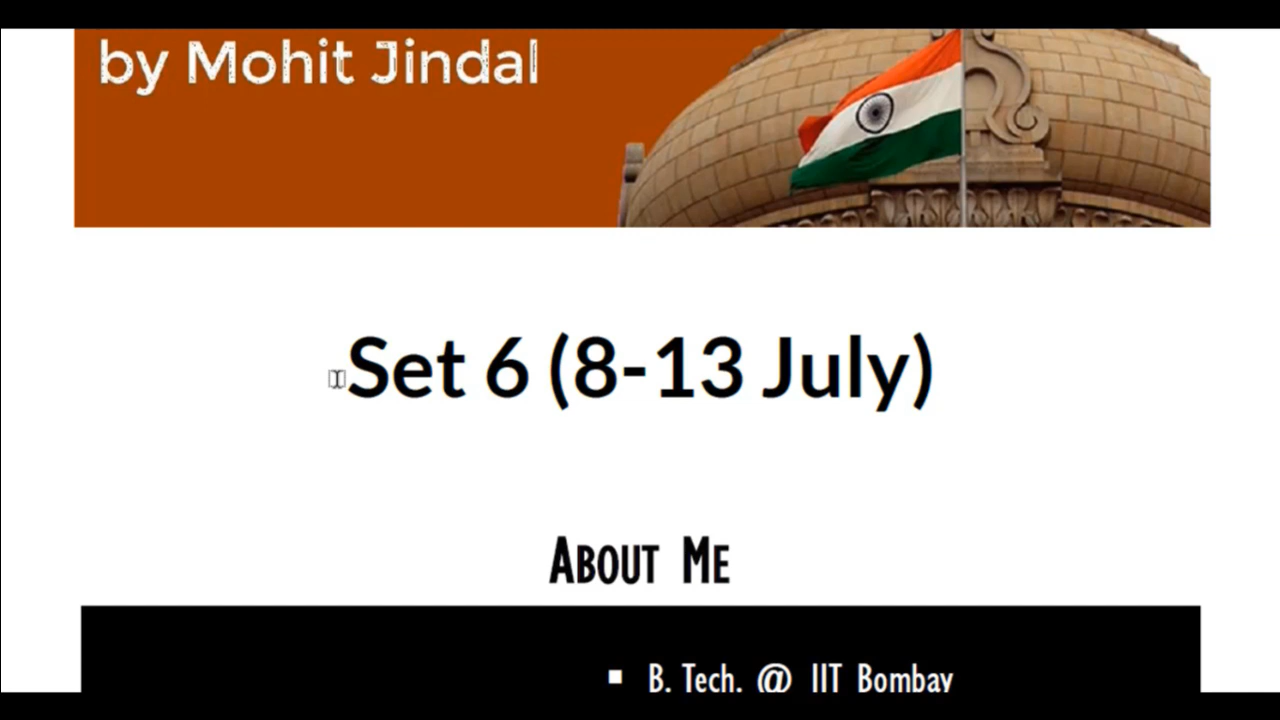 by Mohit Jindal
Set 6 (8-13 July)
ABOUT ME
▪ B. Tech. @ IIT Bombay